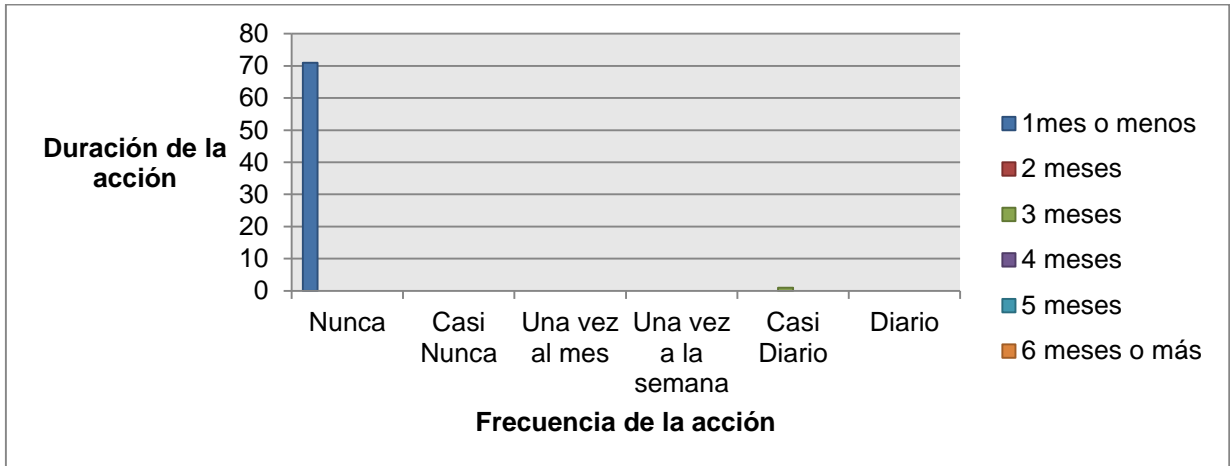 80
70
60
50
40
30
20
10
0
Duración de la
acción
Nunca
Casi
Nunca
Una vez
al mes
Una vez
a la
semana
Casi
Diario
Diario
Frecuencia de la acción
1mes o menos
2 meses
3 meses
4 meses
5 meses
6 meses o más